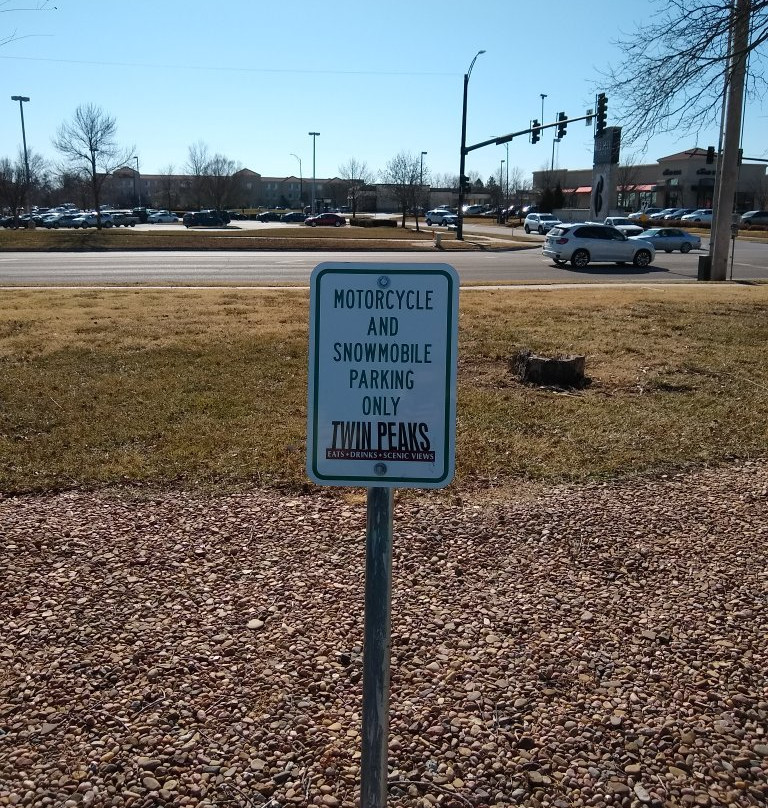 MOTORCYCLE
AND
SNOWMOBILE
PARKING
ONLY
TWIN PEAKS
EATS • DRINKS • SCENIC VIEWS